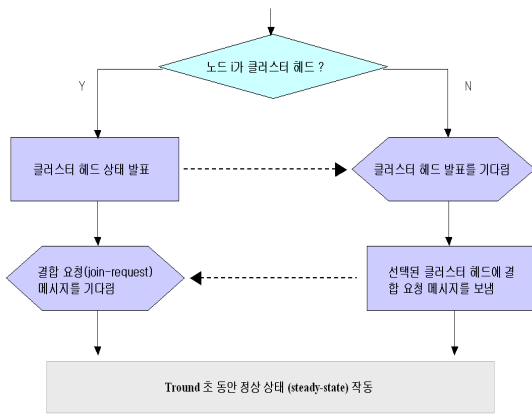 노드 i가 클러스터 헤드 ?
Y
N
클러스터 헤드 상태 발표
클러스터 헤드 발표를 기다림
결합 요청(join-request)
메시지를 기다림
선택된 클러스터 헤드에 결
합 요청 메시지를 보냄
Tround 초 동안 정상 상태 (steady-state) 작동